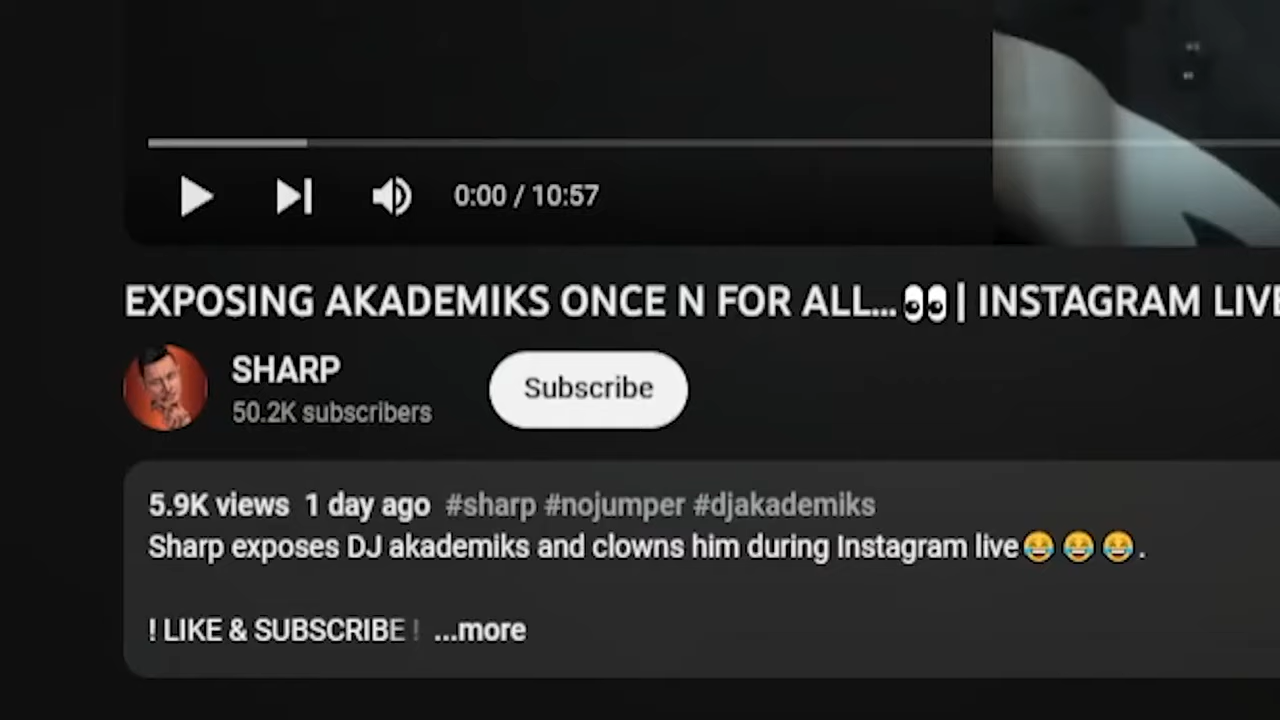 0:00 / 10:57
EXPOSING AKADEMIKS ONCE N FOR ALL...👀| INSTAGRAM LIVE
SHARP
50.2K subscribers
Subscribe
5.9K views 1 day ago #sharp #nojumper #djakademiks
Sharp exposes DJ akademiks and clowns him during Instagram live😂😂😂.
! LIKE & SUBSCRIBE ! ...more